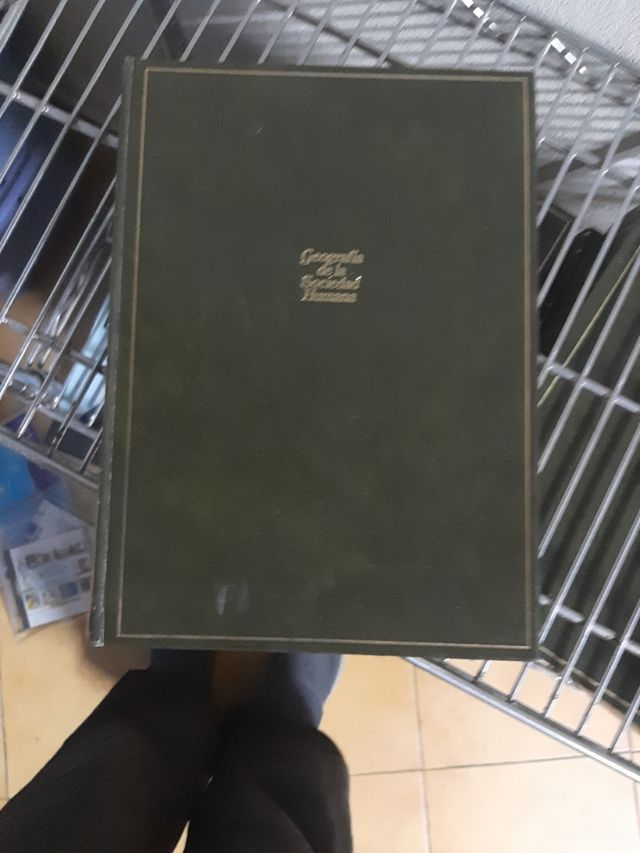 Geografía
de la
Sociedad
Humana